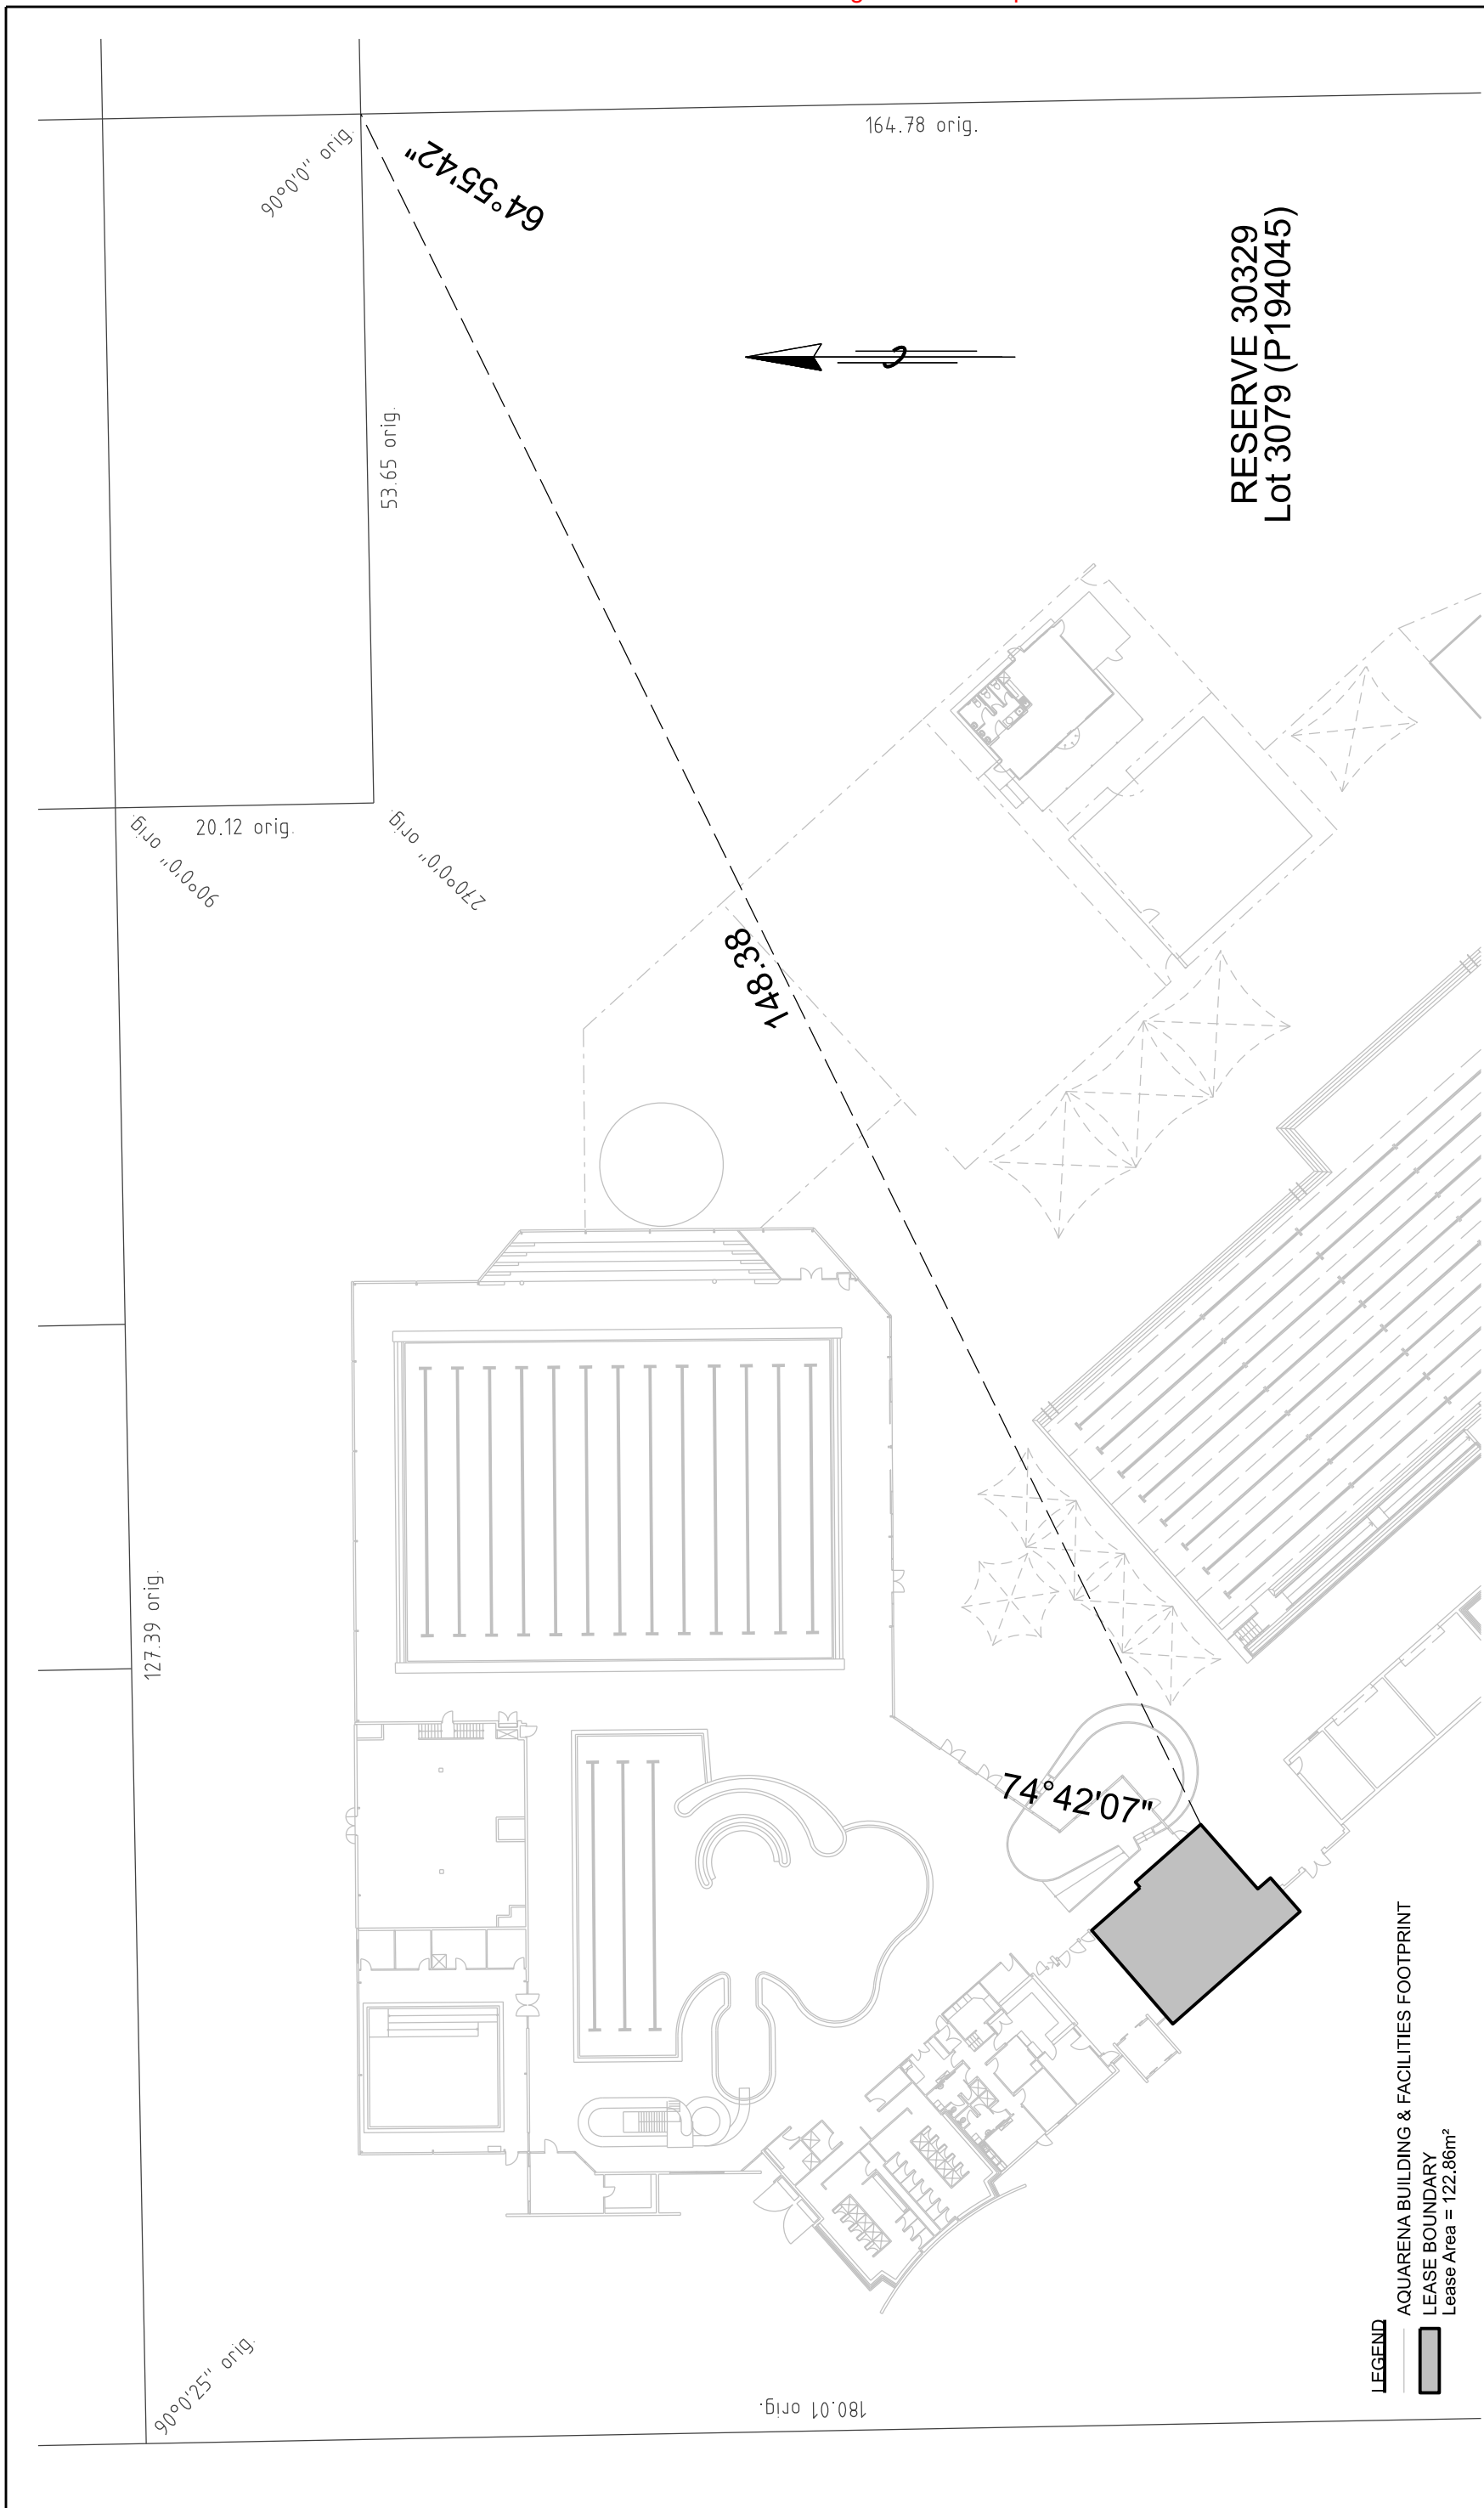 164.78 orig.
90°0'0" orig.
64°55'42"
RESERVE 30329
Lot 3079 (P194045)
53.65 orig.
20.12 orig.
90°0'0" orig
270°0'0" orig
148.38
127.39 orig.
74°42'07"
LEGEND
AQUARENA BUILDING & FACILITIES FOOTPRINT
LEASE BOUNDARY
Lease Area = 122.86m²
90°0'25" orig.
180.01 orig.